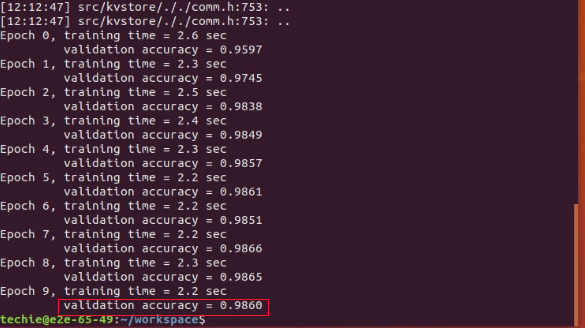 [12:12:47] src/kvstore/././comm.h:753: ..
[12:12:47] src/kvstore/././comm.h:753: ..
Epoch 0, training time = 2.6 sec
validation accuracy = 0.9597
Epoch 1, training time = 2.3 sec
validation accuracy = 0.9745
Epoch 2, training time = 2.5 sec
validation accuracy = 0.9838
Epoch 3, training time = 2.4 sec
validation accuracy = 0.9849
Epoch 4, training time = 2.3 sec
validation accuracy = 0.9857
Epoch 5, training time = 2.2 sec
validation accuracy = 0.9861
Epoch 6, training time = 2.2 sec
validation accuracy = 0.9851
Epoch 7, training time = 2.2 sec
validation accuracy = 0.9866
Epoch 8, training time = 2.3 sec
validation accuracy = 0.9865
Epoch 9, training time = 2.2 sec
validation accuracy = 0.9860
techie@e2e-65-49:~/workspace$